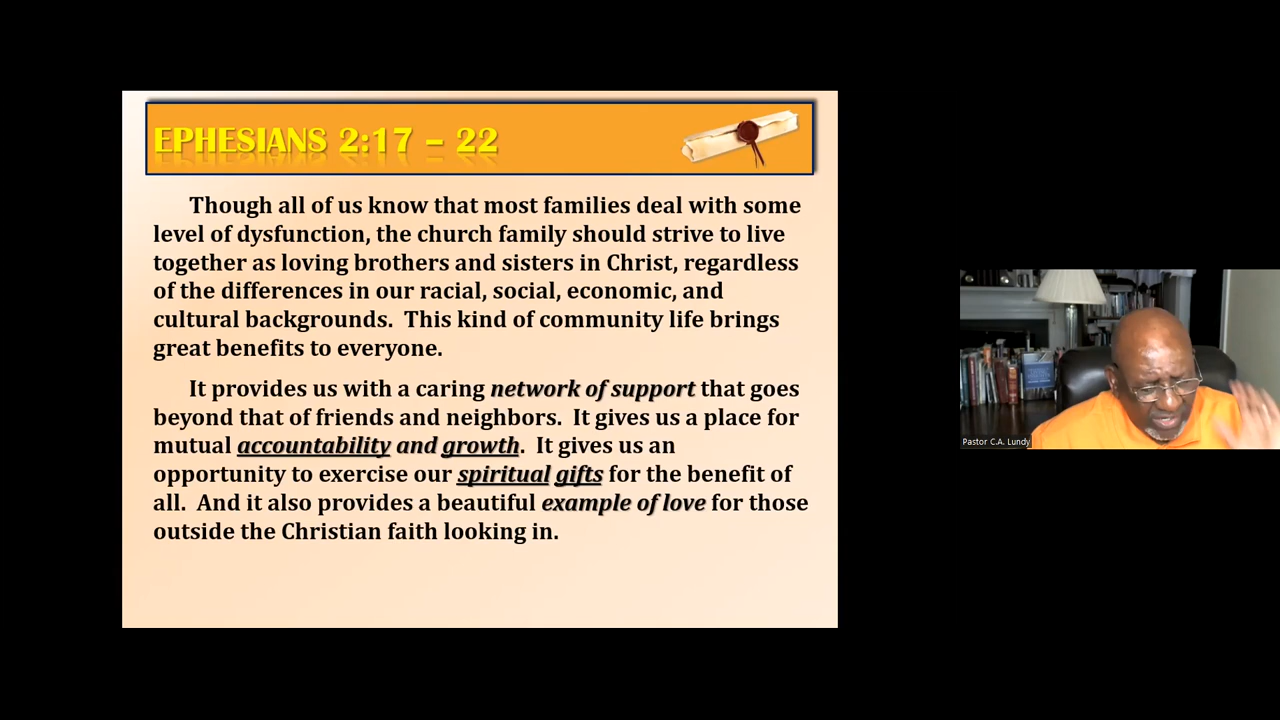 EPHESIANS 2:17 – 22
Though all of us know that most families deal with some
level of dysfunction, the church family should strive to live
together as loving brothers and sisters in Christ, regardless
of the differences in our racial, social, economic, and
cultural backgrounds.  This kind of community life brings
great benefits to everyone.
It provides us with a caring network of support that goes
beyond that of friends and neighbors.  It gives us a place for
mutual accountability and growth.  It gives us an
opportunity to exercise our spiritual gifts for the benefit of
all.  And it also provides a beautiful example of love for those
outside the Christian faith looking in.
Pastor C.A. Lundy